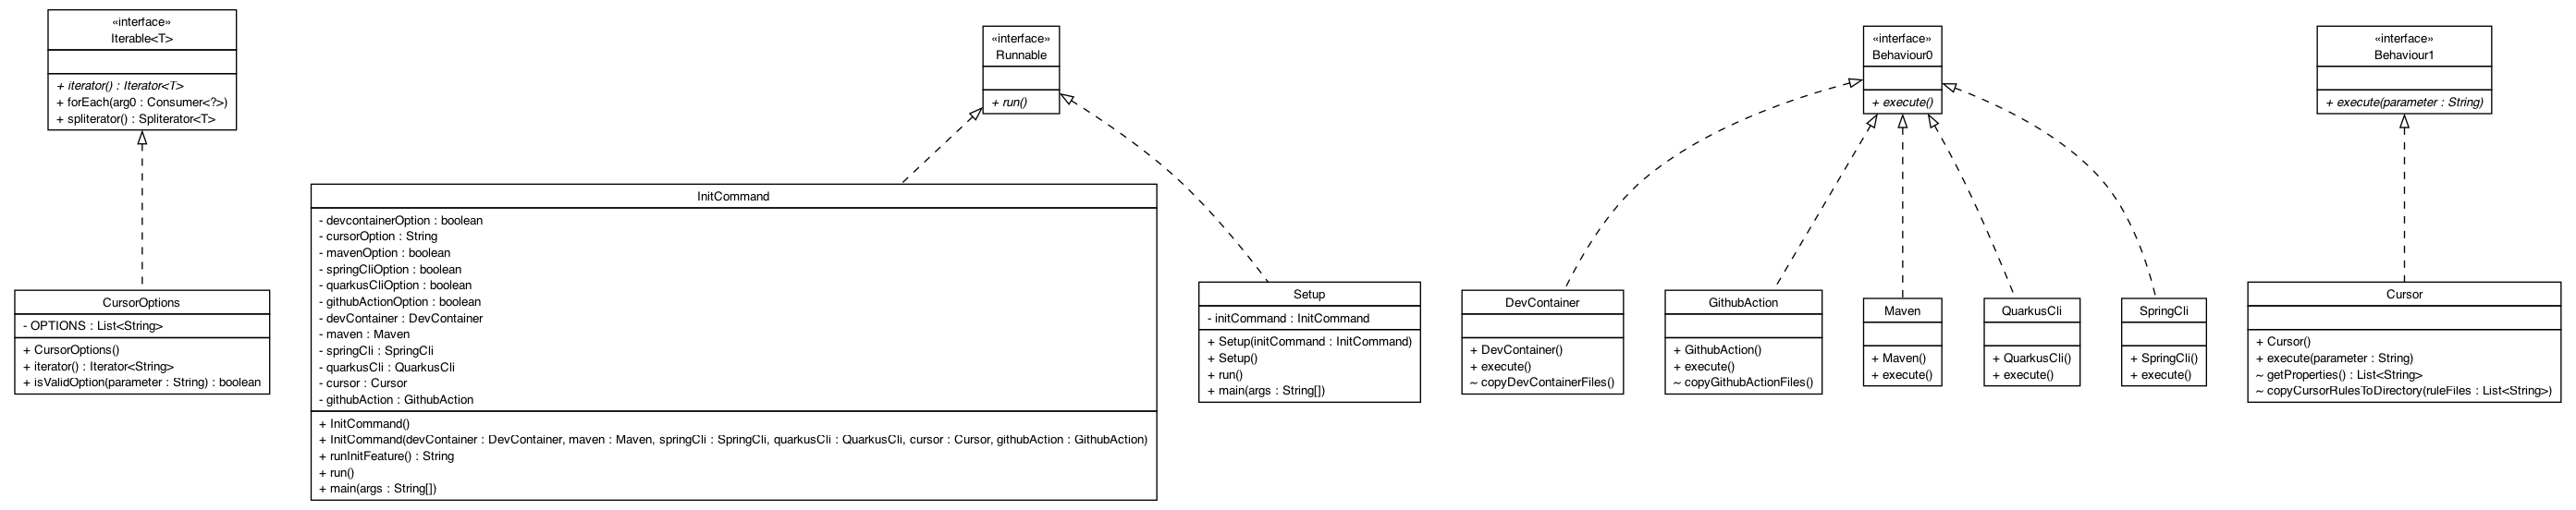 «interface»
Iterable<T>
+ iterator() : Iterator<T>
+ forEach(arg0 : Consumer<?>)
+ spliterator() : Spliterator<T>
«interface»
Runnable
+ run()
«interface»
Behaviour0
+ execute()
«interface»
Behaviour1
+ execute(parameter : String)
CursorOptions
- OPTIONS : List<String>
+ CursorOptions()
+ iterator() : Iterator<String>
+ isValidOption(parameter : String) : boolean
InitCommand
- devcontainerOption : boolean
- cursorOption : String
- mavenOption : boolean
- springCliOption : boolean
- quarkusCliOption : boolean
- githubActionOption : boolean
- devContainer : DevContainer
- maven : Maven
- springCli : SpringCli
- quarkusCli : QuarkusCli
- cursor : Cursor
- githubAction : GithubAction
+ InitCommand()
+ InitCommand(devContainer : DevContainer, maven : Maven, springCli : SpringCli, quarkusCli : QuarkusCli, cursor : Cursor, githubAction : GithubAction)
+ runInitFeature() : String
+ run()
+ main(args : String[])
Setup
- initCommand : InitCommand
+ Setup(initCommand : InitCommand)
+ Setup()
+ run()
+ main(args : String[])
DevContainer
+ DevContainer()
+ execute()
~ copyDevContainerFiles()
GithubAction
+ GithubAction()
+ execute()
~ copyGithubActionFiles()
Maven
+ Maven()
+ execute()
QuarkusCli
+ QuarkusCli()
+ execute()
SpringCli
+ SpringCli()
+ execute()
Cursor
+ Cursor()
+ execute(parameter : String)
~ getProperties() : List<String>
~ copyCursorRulesToDirectory(ruleFiles : List<String>)